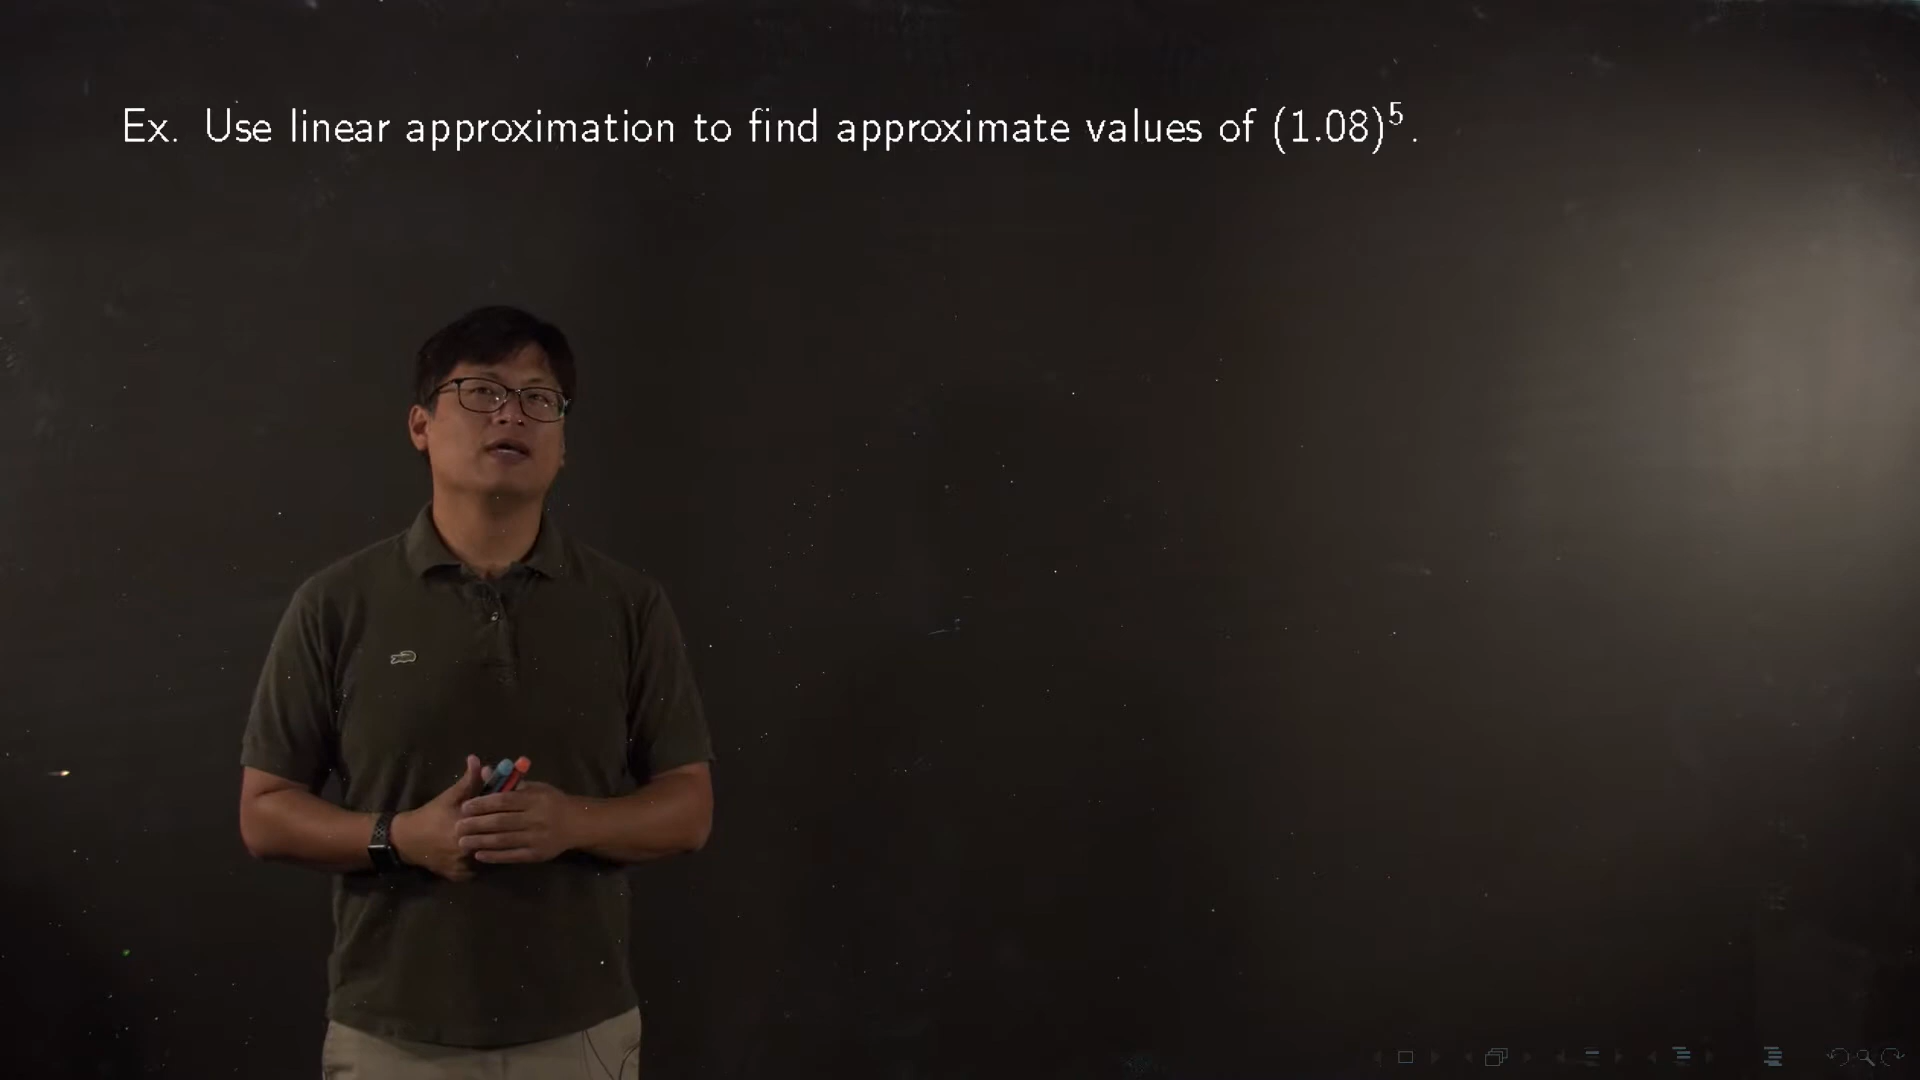 Ex. Use linear approximation to find approximate values of (1.08)⁵.